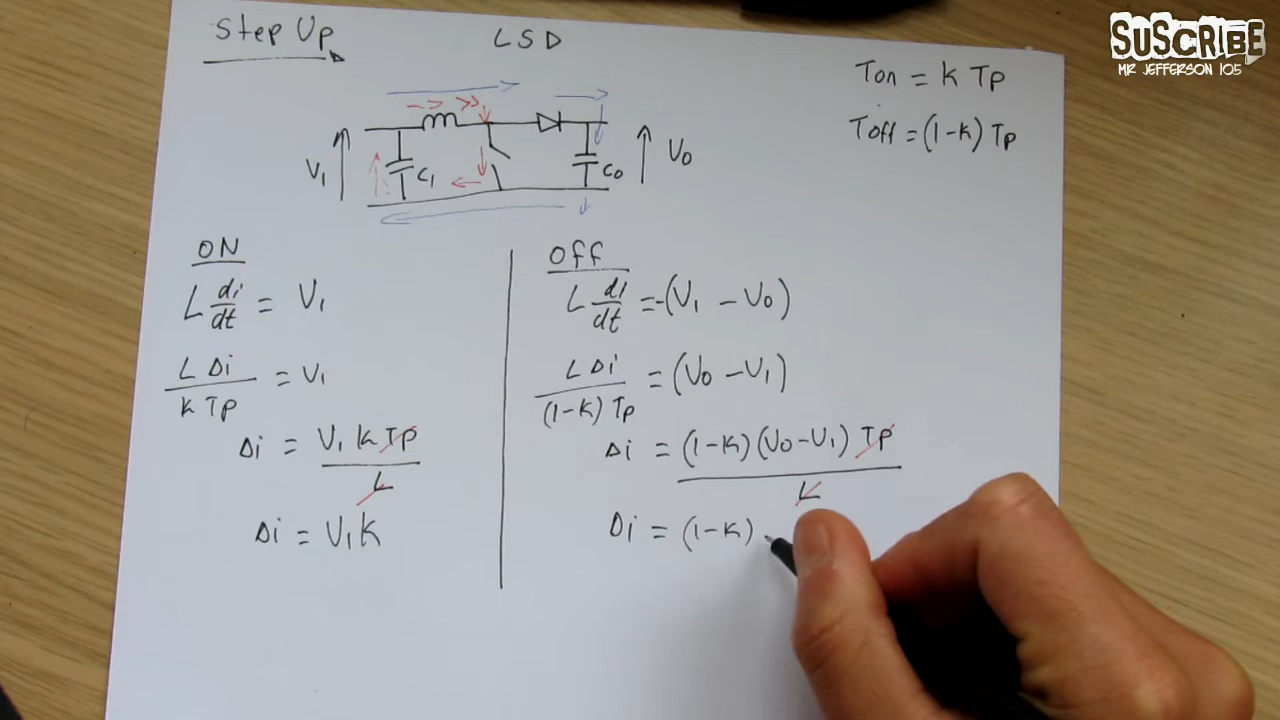 Step Up
LSD
SUSCRIBE
MR JEFFERSON 105
Ton = k Tp
Toff = (1-k) Tp
V₁
C₁
C₀
V₀
ON
L di/dt = V₁
L Δi / k Tp = V₁
Δi = V₁ k Tp / L
Δi = V₁k
Off
L di/dt = -(V₁ - V₀)
L Δi / (1-k) Tp = (V₀ - V₁)
Δi = (1-k)(V₀-V₁) Tp / L
Δi = (1-k)